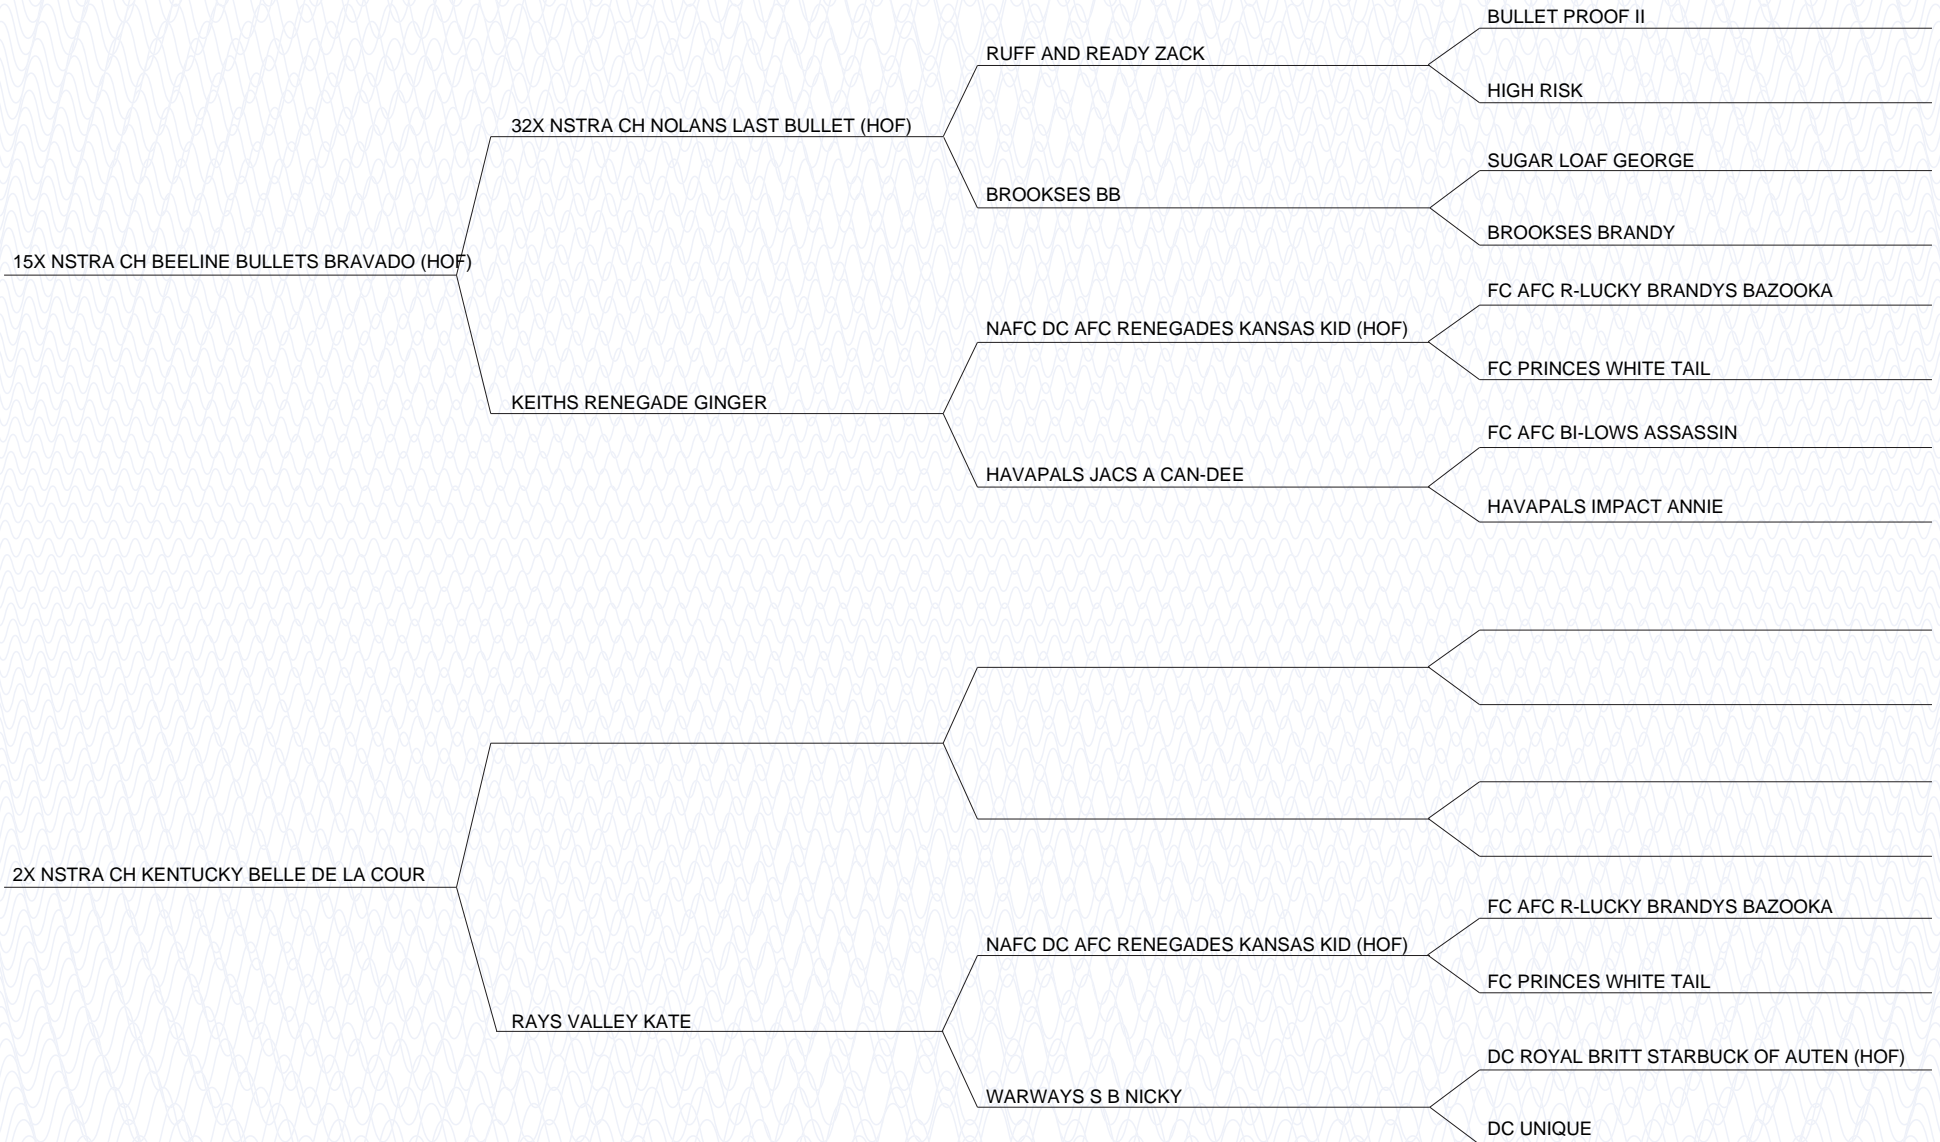 BULLET PROOF II
RUFF AND READY ZACK
HIGH RISK
32X NSTRA CH NOLANS LAST BULLET (HOF)
SUGAR LOAF GEORGE
BROOKSES BB
BROOKSES BRANDY
15X NSTRA CH BEELINE BULLETS BRAVADO (HOF)
FC AFC R-LUCKY BRANDYS BAZOOKA
NAFC DC AFC RENEGADES KANSAS KID (HOF)
FC PRINCES WHITE TAIL
KEITHS RENEGADE GINGER
FC AFC BI-LOWS ASSASSIN
HAVAPALS JACS A CAN-DEE
HAVAPALS IMPACT ANNIE
2X NSTRA CH KENTUCKY BELLE DE LA COUR
FC AFC R-LUCKY BRANDYS BAZOOKA
NAFC DC AFC RENEGADES KANSAS KID (HOF)
FC PRINCES WHITE TAIL
RAYS VALLEY KATE
DC ROYAL BRITT STARBUCK OF AUTEN (HOF)
WARWAYS S B NICKY
DC UNIQUE